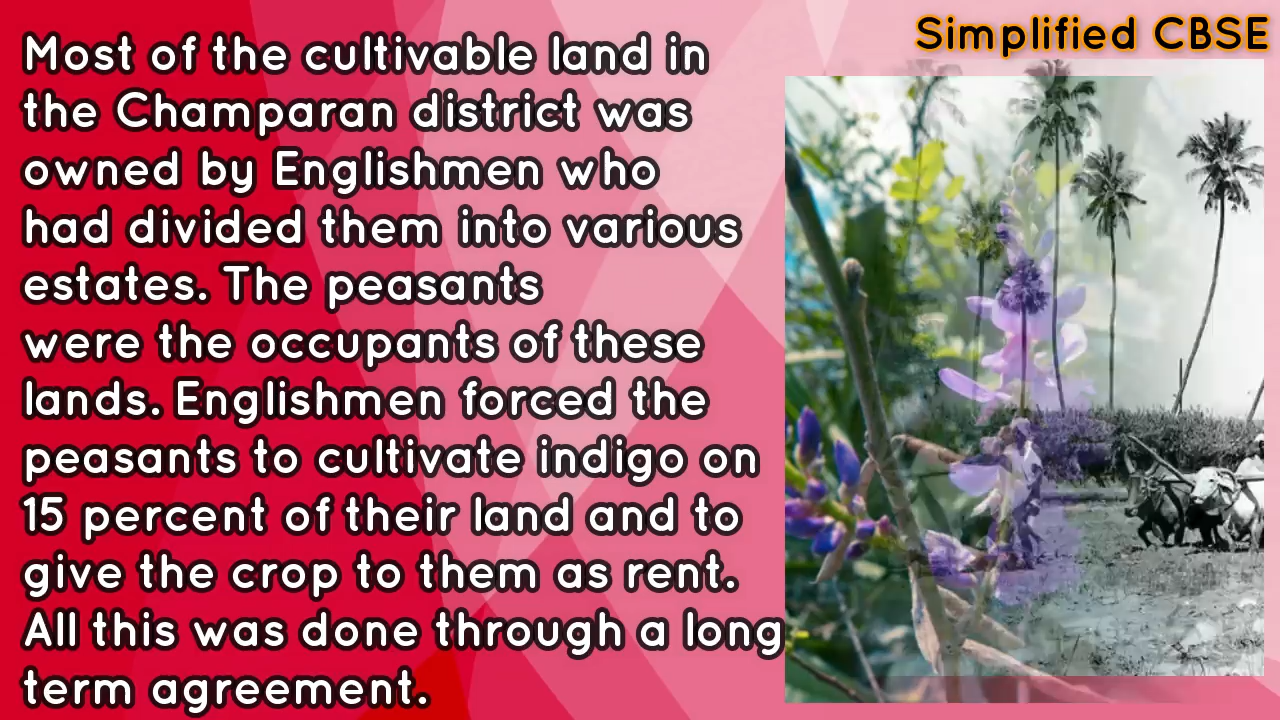 Simplified CBSE
Most of the cultivable land in
the Champaran district was
owned by Englishmen who
had divided them into various
estates. The peasants
were the occupants of these
lands. Englishmen forced the
peasants to cultivate indigo on
15 percent of their land and to
give the crop to them as rent.
All this was done through a long
term agreement.